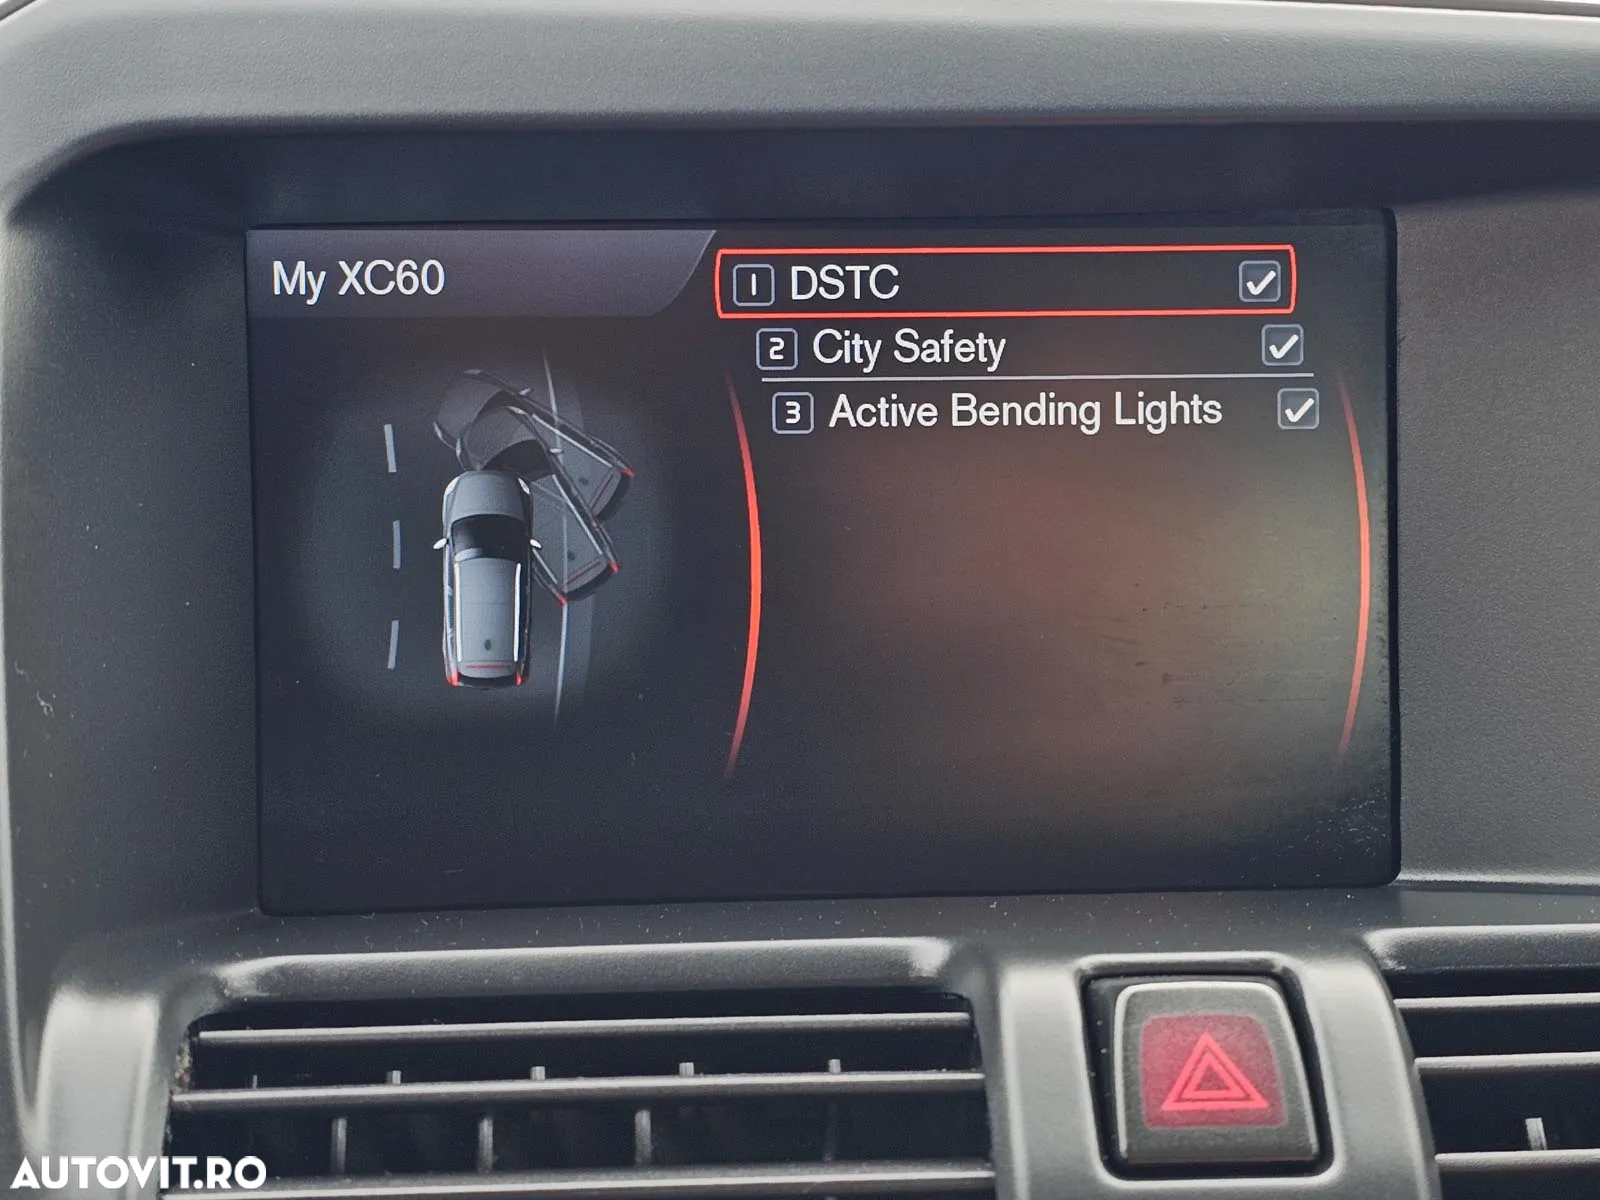 My XC60
1 DSTC
2 City Safety
3 Active Bending Lights
AUTOVIT.RO